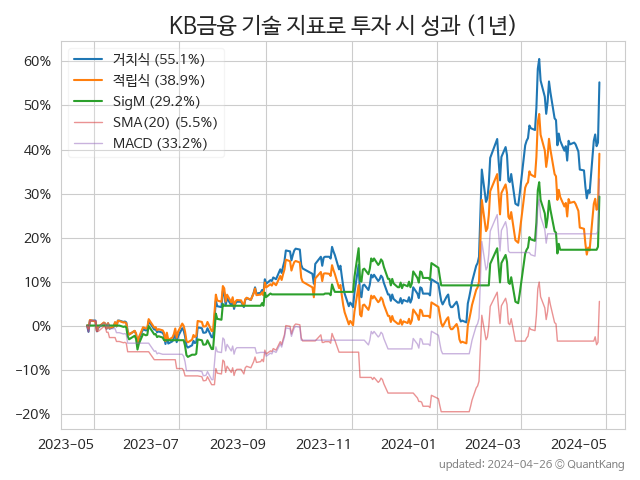 KB금융 기술 지표로 투자 시 성과 (1년)
거치식 (55.1%)
적립식 (38.9%)
SigM (29.2%)
SMA(20) (5.5%)
MACD (33.2%)
60%
50%
40%
30%
20%
10%
0%
−10%
−20%
2023-05 2023-07 2023-09 2023-11 2024-01 2024-03 2024-05
updated: 2024-04-26 © QuantKang